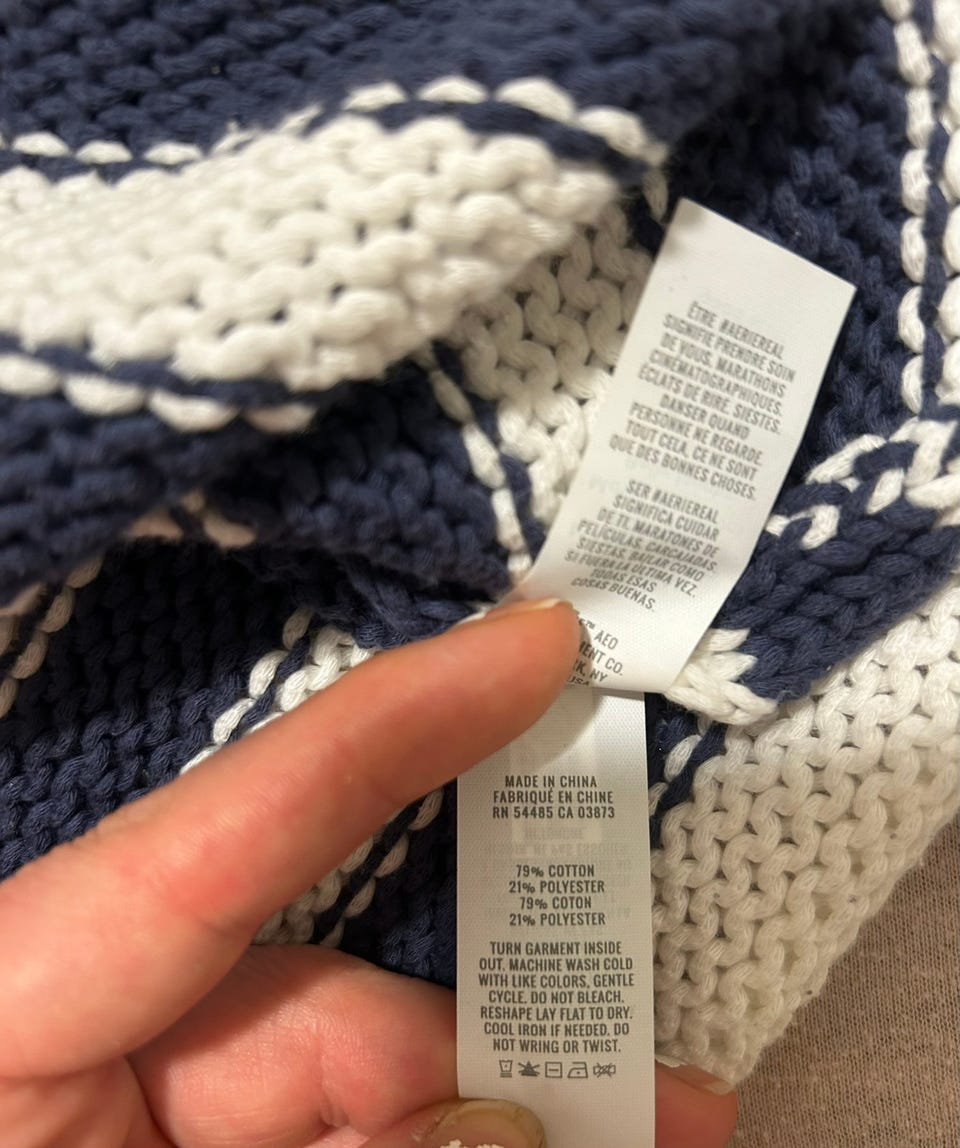 ÊTRE #AERIEREAL
SIGNIFIE PRENDRE SOIN
DE VOUS. MARATHONS
CINÉMATOGRAPHIQUES.
ÉCLATS DE RIRE. SIESTES.
DANSER QUAND
PERSONNE NE REGARDE.
TOUT CELA, CE NE SONT
QUE DES BONNES CHOSES.
SER #AERIEREAL
SIGNIFICA CUIDAR
DE TI. MARATONES DE
PELÍCULAS. CARCAJADAS.
SIESTAS. BAILAR COMO
SI FUERA LA ÚLTIMA VEZ.
TODAS ESAS
COSAS BUENAS.
AEO
CO.
NY
USA
MADE IN CHINA
FABRIQUÉ EN CHINE
RN 54485 CA 03873
79% COTTON
21% POLYESTER
79% COTON
21% POLYESTER
TURN GARMENT INSIDE
OUT, MACHINE WASH COLD
WITH LIKE COLORS, GENTLE
CYCLE. DO NOT BLEACH.
RESHAPE LAY FLAT TO DRY.
COOL IRON IF NEEDED. DO
NOT WRING OR TWIST.